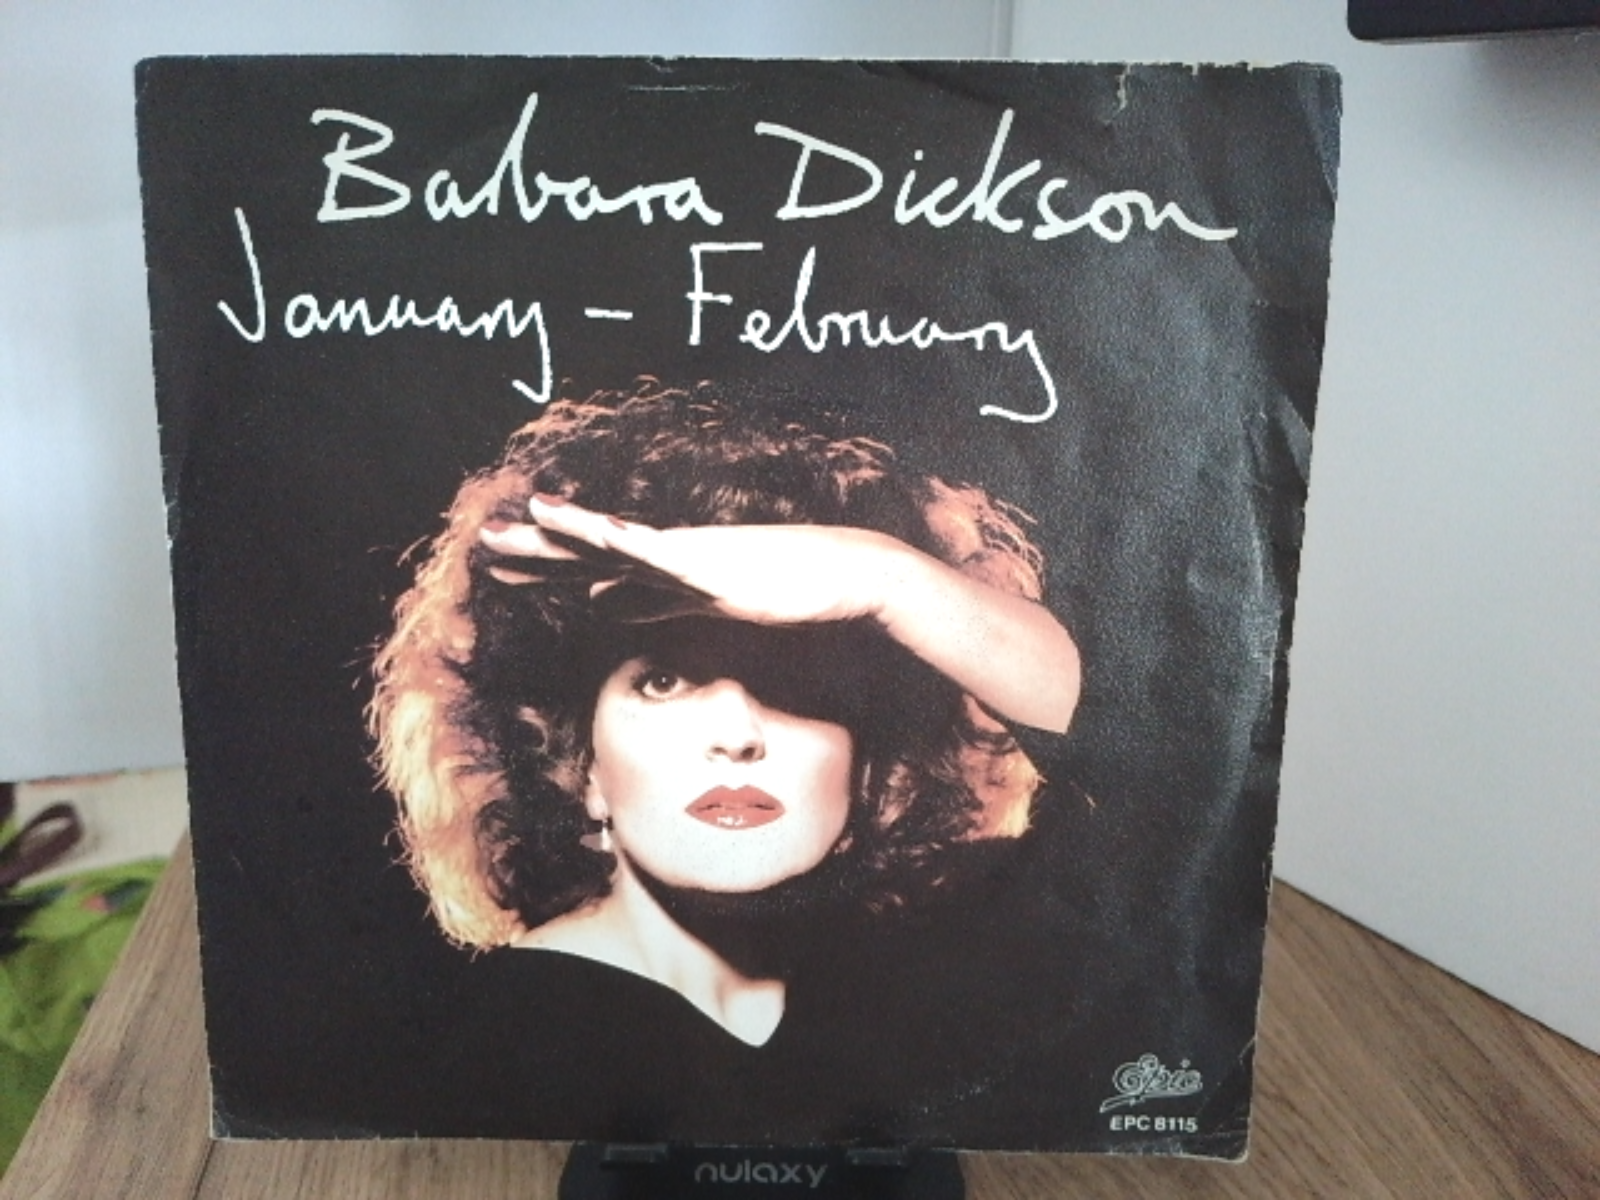 Barbara Dickson
January - February
Epic
EPC 8115
nulaxy